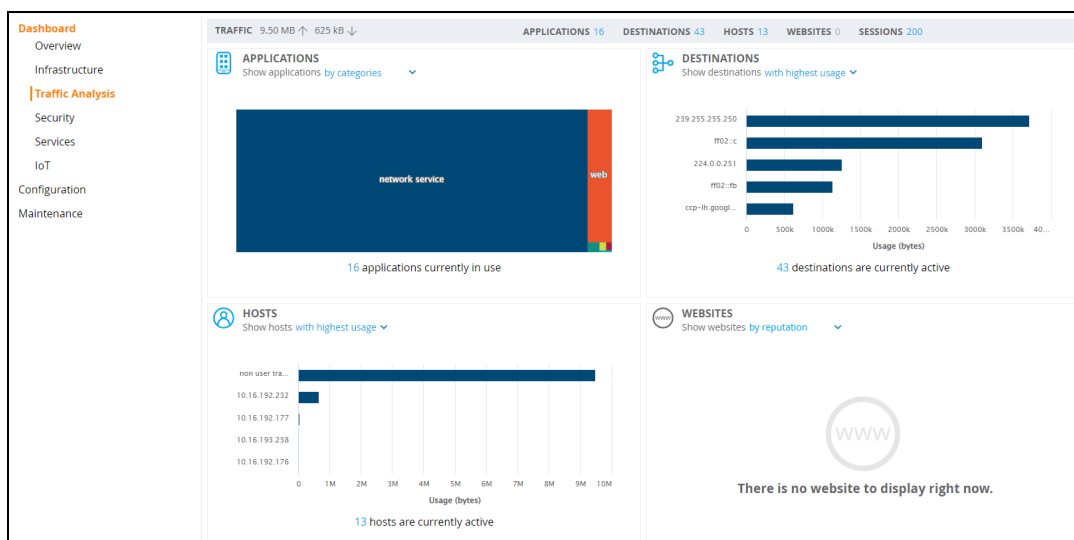 Dashboard
Overview
Infrastructure
Traffic Analysis
Security
Services
IoT
Configuration
Maintenance
TRAFFIC 9.50 MB ↑ 625 kB ↓ APPLICATIONS 16 DESTINATIONS 43 HOSTS 13 WEBSITES 0 SESSIONS 200
APPLICATIONS
Show applications by categories
network service
web
16 applications currently in use
DESTINATIONS
Show destinations with highest usage
239.255.255.250
ff02::c
224.0.0.251
ff02::fb
ccp-lh.googl...
0 500k 1000k 1500k 2000k 2500k 3000k 3500k 40...
Usage (bytes)
43 destinations are currently active
HOSTS
Show hosts with highest usage
non user tra...
10.16.192.232
10.16.192.177
10.16.193.238
10.16.192.176
0 1M 2M 3M 4M 5M 6M 7M 8M 9M 10M
Usage (bytes)
13 hosts are currently active
www
WEBSITES
Show websites by reputation
WWW
There is no website to display right now.